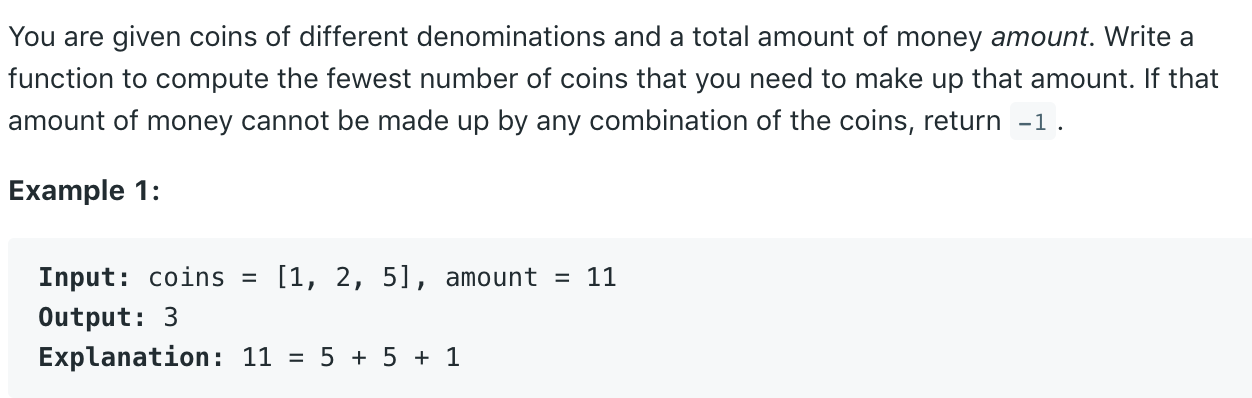 You are given coins of different denominations and a total amount of money amount. Write a
function to compute the fewest number of coins that you need to make up that amount. If that
amount of money cannot be made up by any combination of the coins, return -1 .
Example 1:
Input: coins = [1, 2, 5], amount = 11
Output: 3
Explanation: 11 = 5 + 5 + 1